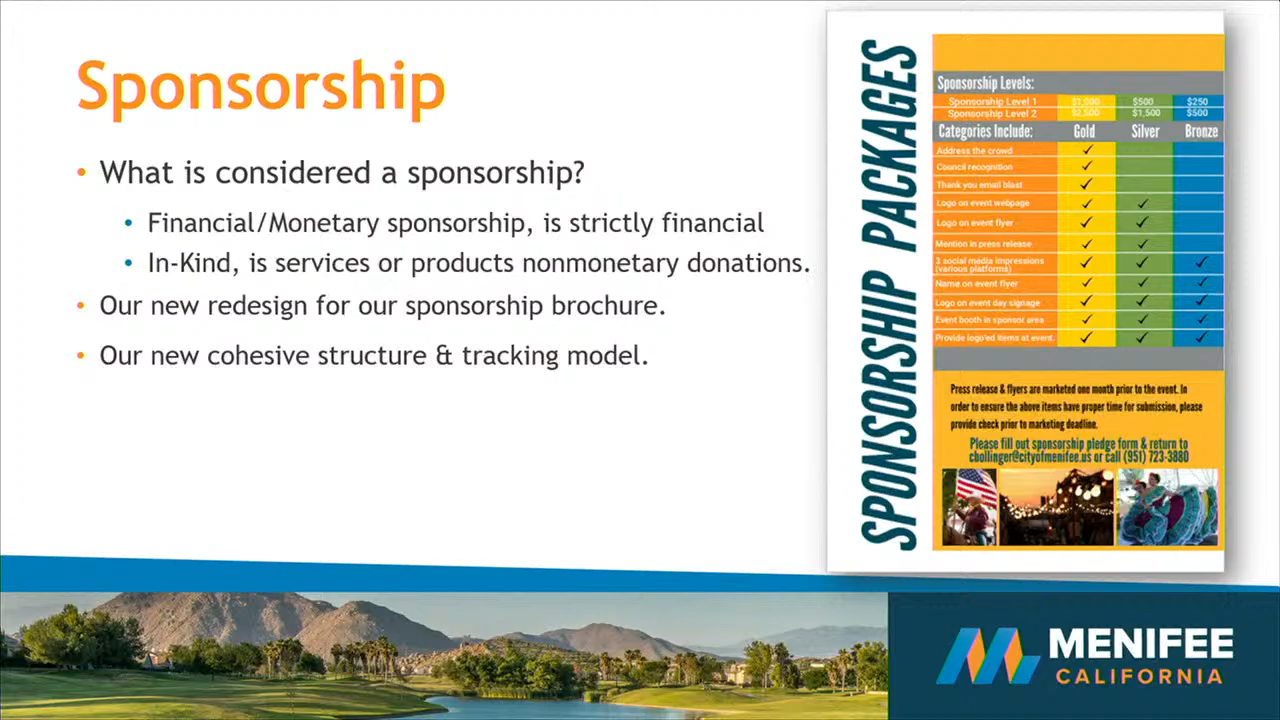 Sponsorship
• What is considered a sponsorship?
• Financial/Monetary sponsorship, is strictly financial
• In-Kind, is services or products nonmonetary donations.
• Our new redesign for our sponsorship brochure.
• Our new cohesive structure & tracking model.
SPONSORSHIP PACKAGES
Sponsorship Levels:
Sponsorship Level 1 $1,000 $500 $250
Sponsorship Level 2 $2,500 $1,500 $500
Categories Include: Gold Silver Bronze
Address the crowd ✓
Council recognition ✓
Thank you email blast ✓
Logo on event webpage ✓ ✓
Logo on event flyer ✓ ✓
Mention in press release ✓ ✓
3 social media impressions
(various platforms) ✓ ✓ ✓
Name on event flyer ✓ ✓ ✓
Logo on event day signage ✓ ✓ ✓
Event booth in sponsor area ✓ ✓ ✓
Provide logo'ed items at event. ✓ ✓ ✓
Press release & flyers are marketed one month prior to the event. In
order to ensure the above items have proper time for submission, please
provide check prior to marketing deadline.
Please fill out sponsorship pledge form & return to
cbollinger@cityofmenifee.us or call (951) 723-3880
MENIFEE
CALIFORNIA